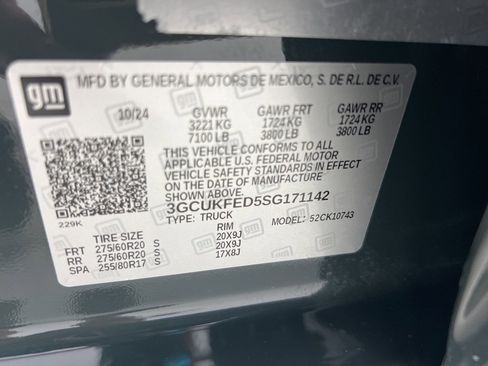 gm
MFD BY GENERAL MOTORS DE MEXICO, S. DE R.L. DE C.V.
10/24 GVWR GAWR FRT GAWR RR
3221 KG 1724 KG 1724 KG
7100 LB 3800 LB 3800 LB
THIS VEHICLE CONFORMS TO ALL
APPLICABLE U.S. FEDERAL MOTOR
VEHICLE SAFETY STANDARDS IN EFFECT
ON THE DATE OF MANUFACTURE SHOWN ABOVE.
229K
3GCUKFED5SG171142
TYPE: TRUCK MODEL: 52CK10743
TIRE SIZE RIM
FRT 275/60R20 S 20X9J
RR 275/60R20 S 20X9J
SPA 255/80R17 S 17X8J